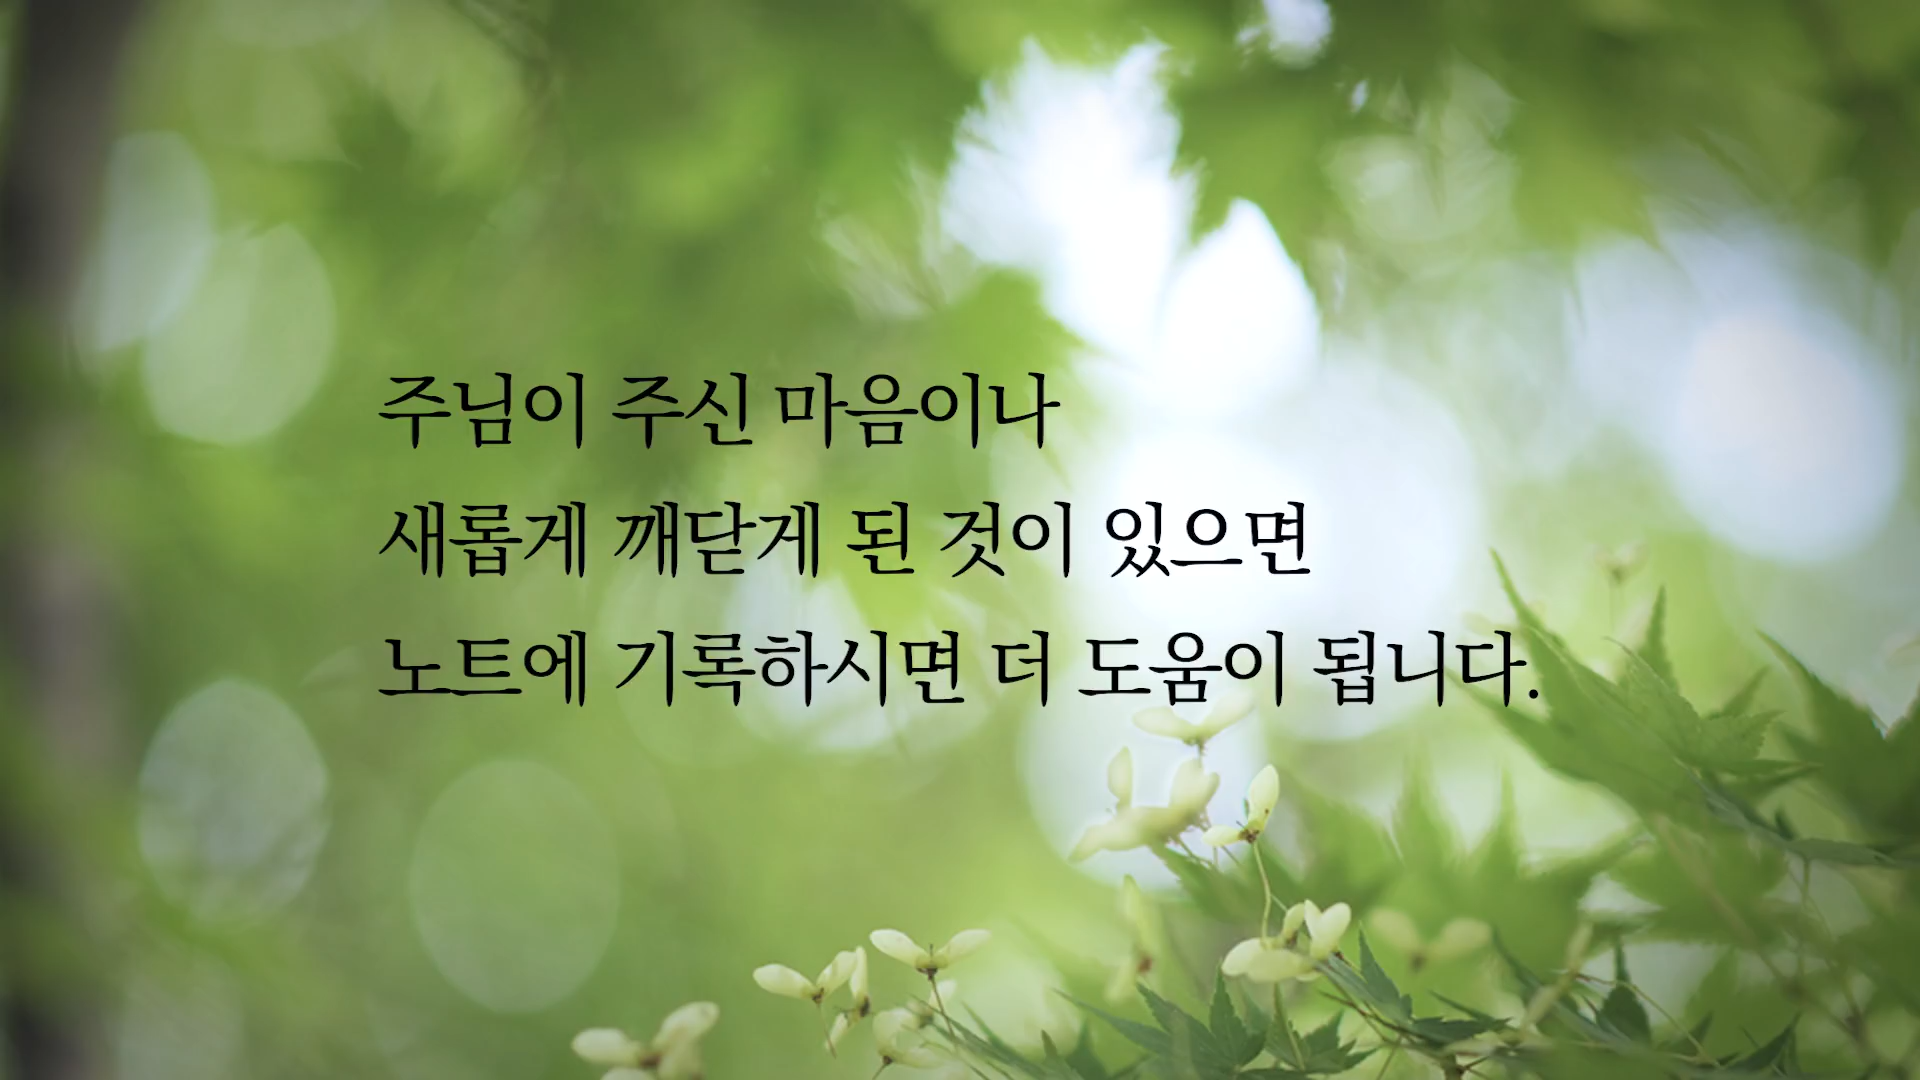 주님이 주신 마음이나
새롭게 깨닫게 된 것이 있으면
노트에 기록하시면 더 도움이 됩니다.